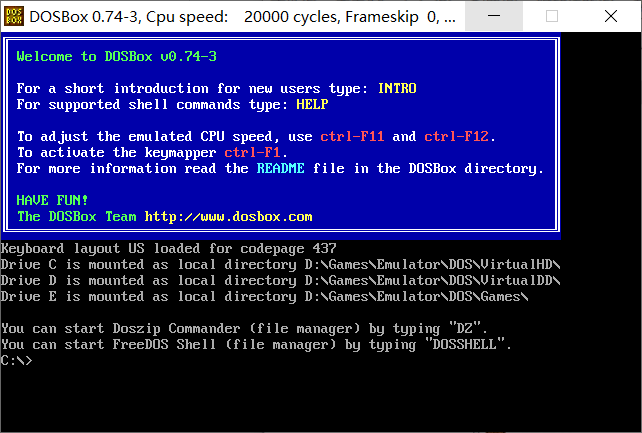 DOSBox 0.74-3, Cpu speed: 20000 cycles, Frameskip 0, ...
Welcome to DOSBox v0.74-3
For a short introduction for new users type: INTRO
For supported shell commands type: HELP
To adjust the emulated CPU speed, use ctrl-F11 and ctrl-F12.
To activate the keymapper ctrl-F1.
For more information read the README file in the DOSBox directory.
HAVE FUN!
The DOSBox Team http://www.dosbox.com
Keyboard layout US loaded for codepage 437
Drive C is mounted as local directory D:\Games\Emulator\DOS\VirtualHD\
Drive D is mounted as local directory D:\Games\Emulator\DOS\VirtualDD\
Drive E is mounted as local directory D:\Games\Emulator\DOS\Games\
You can start Doszip Commander (file manager) by typing "DZ".
You can start FreeDOS Shell (file manager) by typing "DOSSHELL".
C:\>